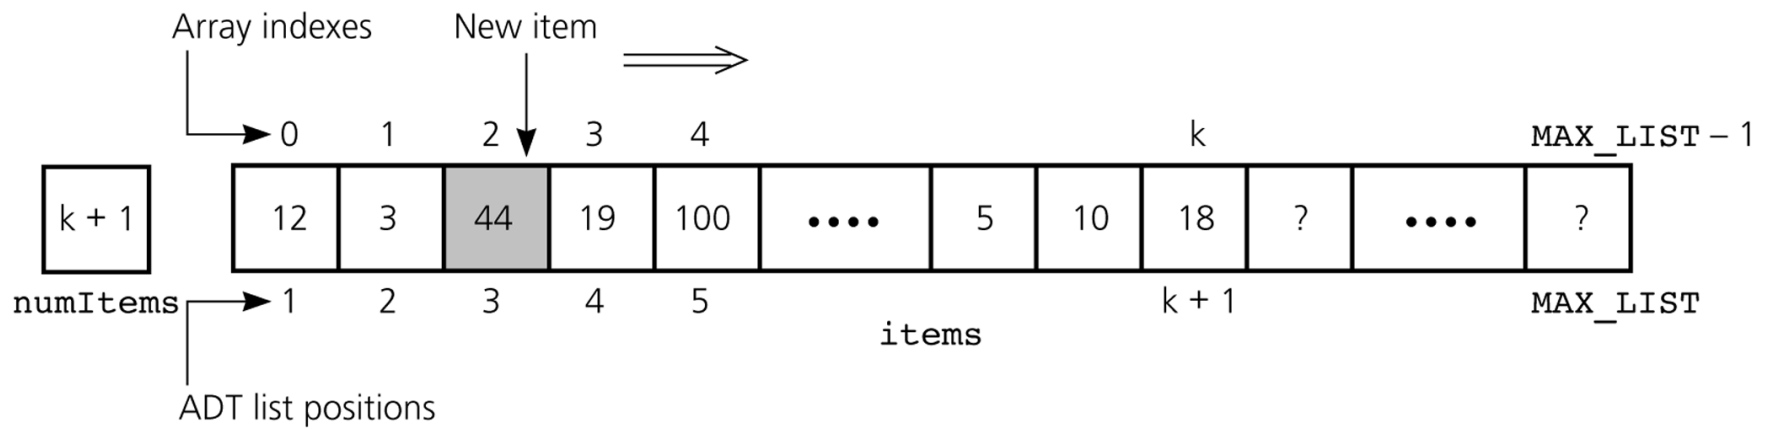 Array indexes New item
0 1 2 3 4 k MAX_LIST – 1
k + 1 12 3 44 19 100 •••• 5 10 18 ? •••• ?
numItems 1 2 3 4 5 k + 1 MAX_LIST
items
ADT list positions